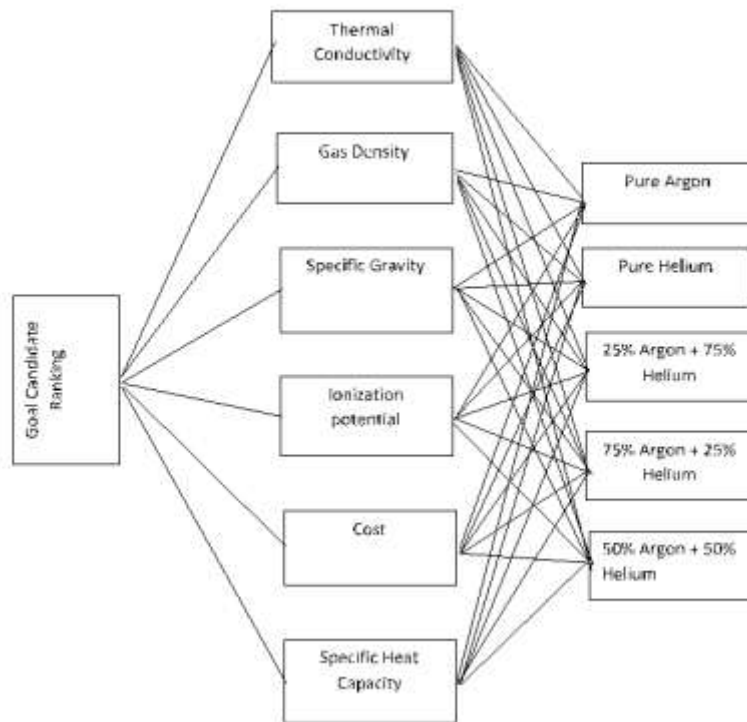 Goal Candidate
Ranking
Thermal
Conductivity
Gas Density
Specific Gravity
Ionization
potential
Cost
Specific Heat
Capacity
Pure Argon
Pure Helium
25% Argon + 75%
Helium
75% Argon + 25%
Helium
50% Argon + 50%
Helium